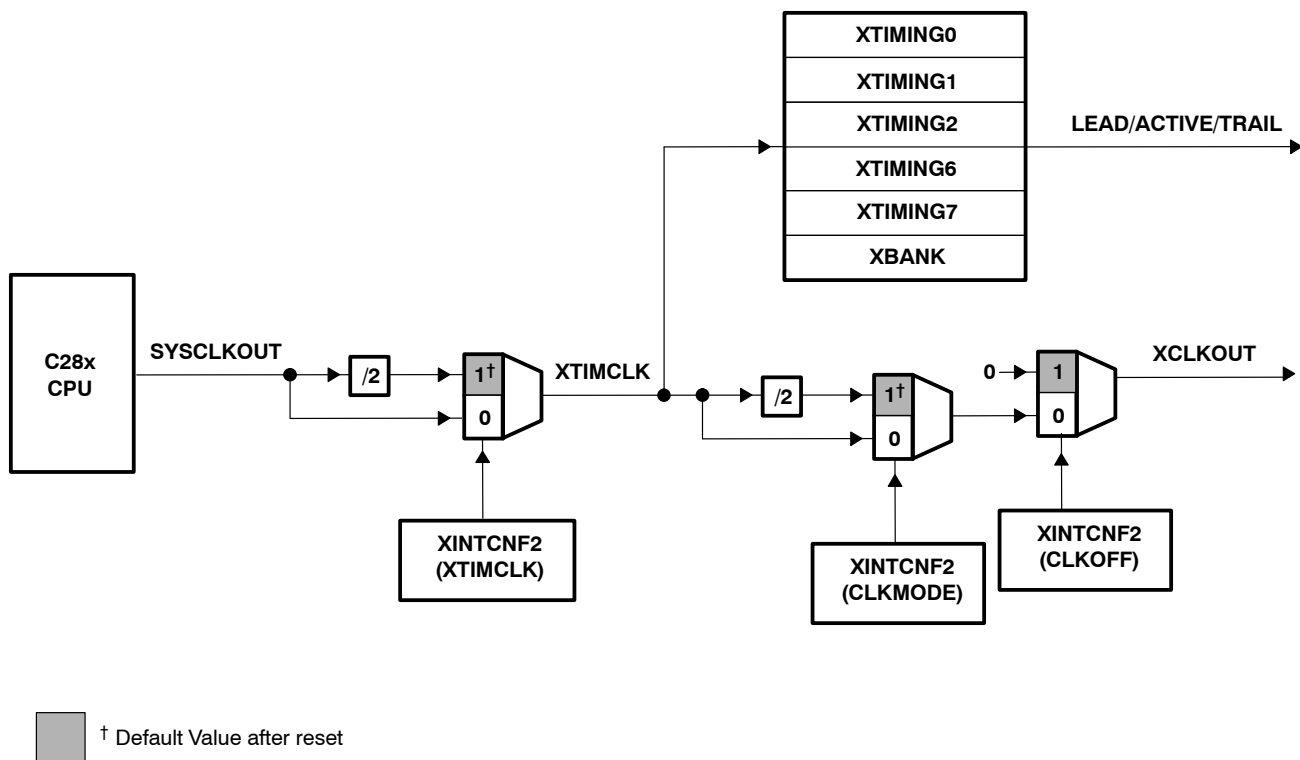 XTIMING0
XTIMING1
XTIMING2
XTIMING6
XTIMING7
XBANK
LEAD/ACTIVE/TRAIL
C28x
CPU
SYSCLKOUT
/2
1†
0
XTIMCLK
/2
1†
0
0
1
0
XCLKOUT
XINTCNF2
(XTIMCLK)
XINTCNF2
(CLKMODE)
XINTCNF2
(CLKOFF)
† Default Value after reset